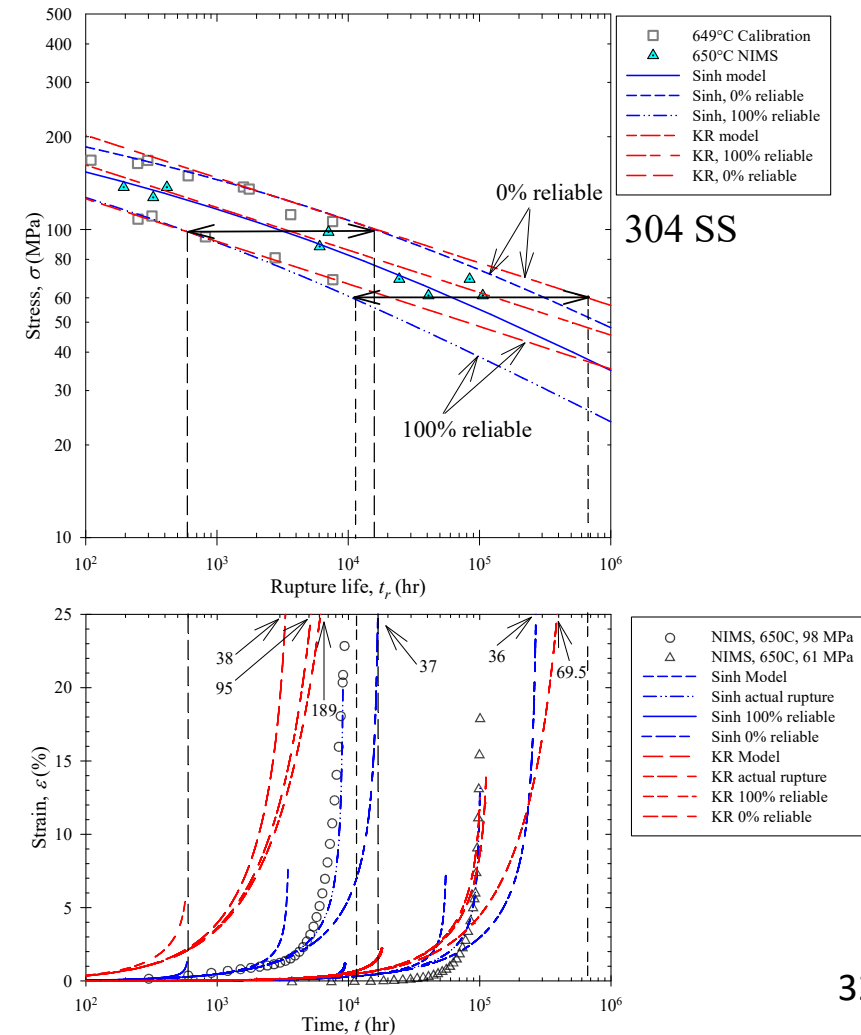 Stress, σ (MPa)
500
400
300
200
100
80
60
50
40
30
20
10
0% reliable
100% reliable
10² 10³ 10⁴ 10⁵ 10⁶
Rupture life, tᵣ (hr)
649°C Calibration
650°C NIMS
Sinh model
Sinh, 0% reliable
Sinh, 100% reliable
KR model
KR, 100% reliable
KR, 0% reliable
304 SS
Strain, ε (%)
25
20
15
10
5
0
38
95
189
37
36
69.5
10² 10³ 10⁴ 10⁵ 10⁶
Time, t (hr)
NIMS, 650C, 98 MPa
NIMS, 650C, 61 MPa
Sinh Model
Sinh actual rupture
Sinh 100% reliable
Sinh 0% reliable
KR Model
KR actual rupture
KR 100% reliable
KR 0% reliable